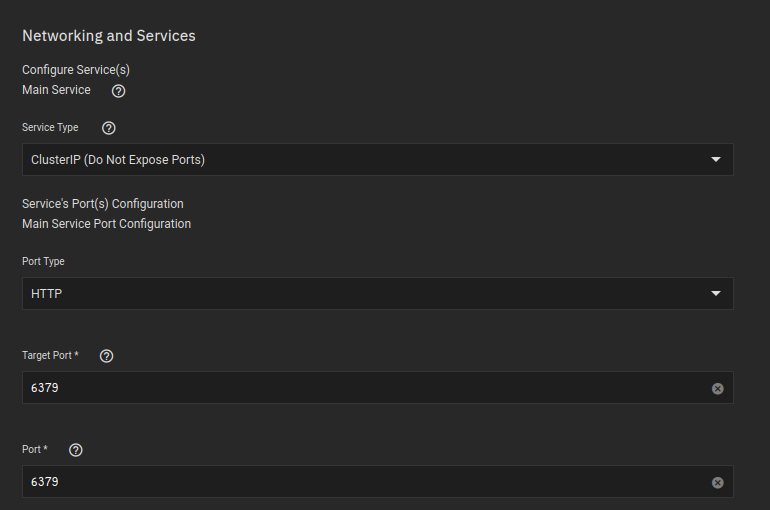 Networking and Services
Configure Service(s)
Main Service
Service Type
ClusterIP (Do Not Expose Ports)
Service's Port(s) Configuration
Main Service Port Configuration
Port Type
HTTP
Target Port *
6379
Port *
6379